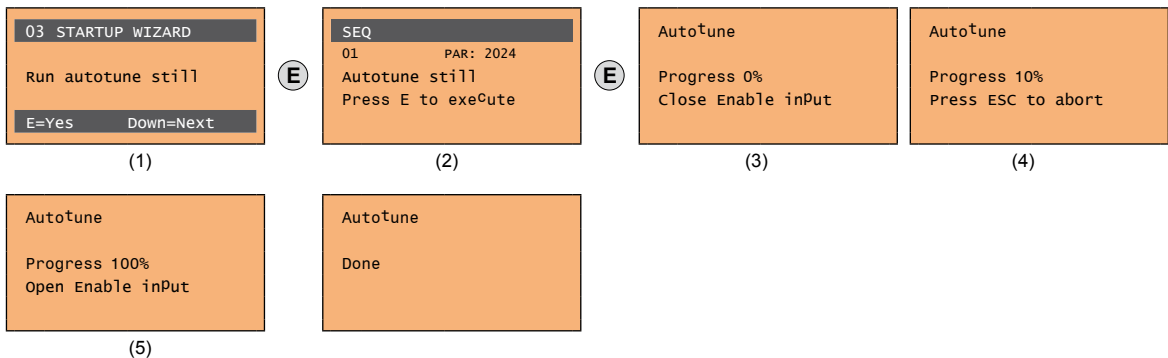 03 STARTUP WIZARD
Run autotune still
E=Yes Down=Next
(1)
E
SEQ
01 PAR: 2024
Autotune still
Press E to execute
(2)
E
Autotune
Progress 0%
Close Enable input
(3)
Autotune
Progress 10%
Press ESC to abort
(4)
Autotune
Progress 100%
Open Enable input
(5)
Autotune
Done